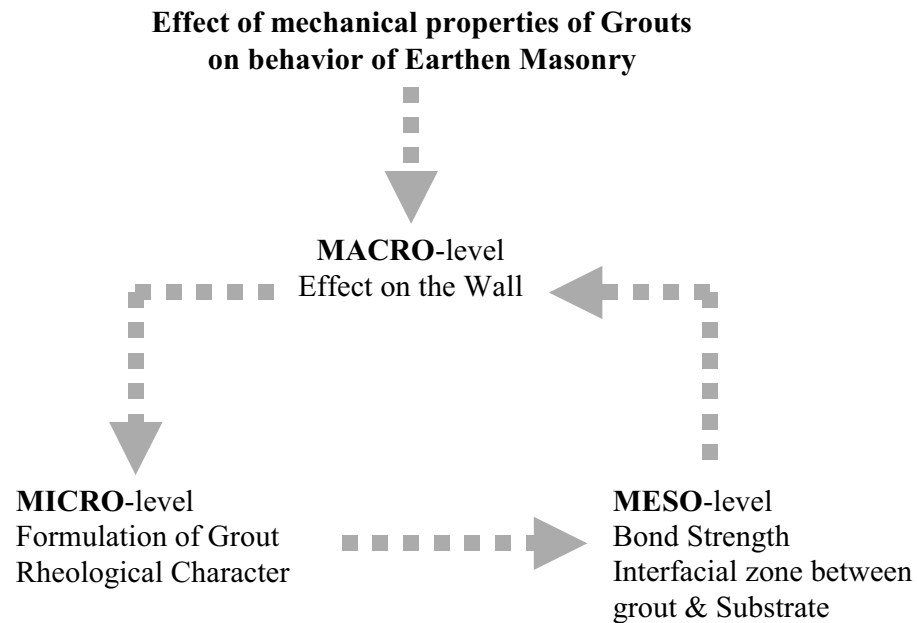 Effect of mechanical properties of Grouts
on behavior of Earthen Masonry
MACRO-level
Effect on the Wall
MICRO-level
Formulation of Grout
Rheological Character
MESO-level
Bond Strength
Interfacial zone between
grout & Substrate